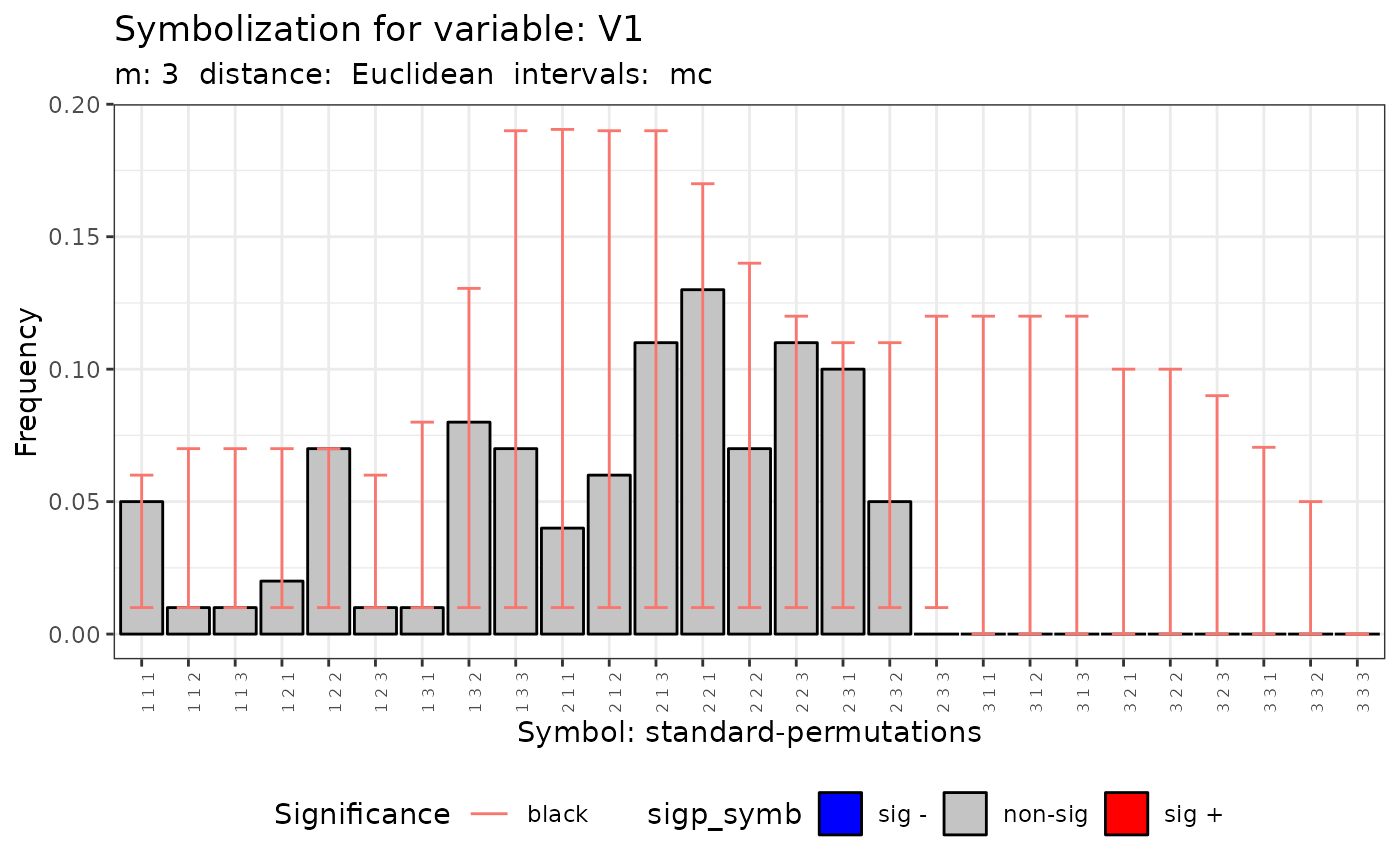 Symbolization for variable: V1
m: 3 distance: Euclidean intervals: mc
0.20
0.15
0.10
0.05
0.00
Frequency
1 1 1
1 1 2
1 1 3
1 2 1
1 2 2
1 2 3
1 3 1
1 3 2
1 3 3
2 1 1
2 1 2
2 1 3
2 2 1
2 2 2
2 2 3
2 3 1
2 3 2
2 3 3
3 1 1
3 1 2
3 1 3
3 2 1
3 2 2
3 2 3
3 3 1
3 3 2
3 3 3
Symbol: standard-permutations
Significance black sigp_symb sig - non-sig sig +